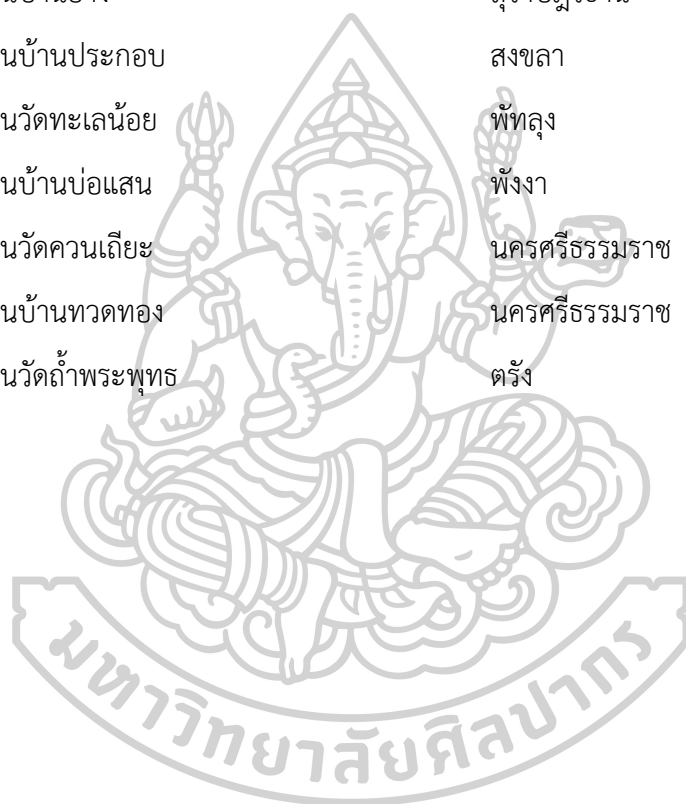 นบ้านประกอบ สงขลา
นวัดทะเลน้อย พัทลุง
นบ้านบ่อแสน พังงา
นวัดควนเถียะ นครศรีธรรมราช
นบ้านทวดทอง นครศรีธรรมราช
นวัดถ้ำพระพุทธ ตรัง
มหาวิทยาลัยศิลปากร